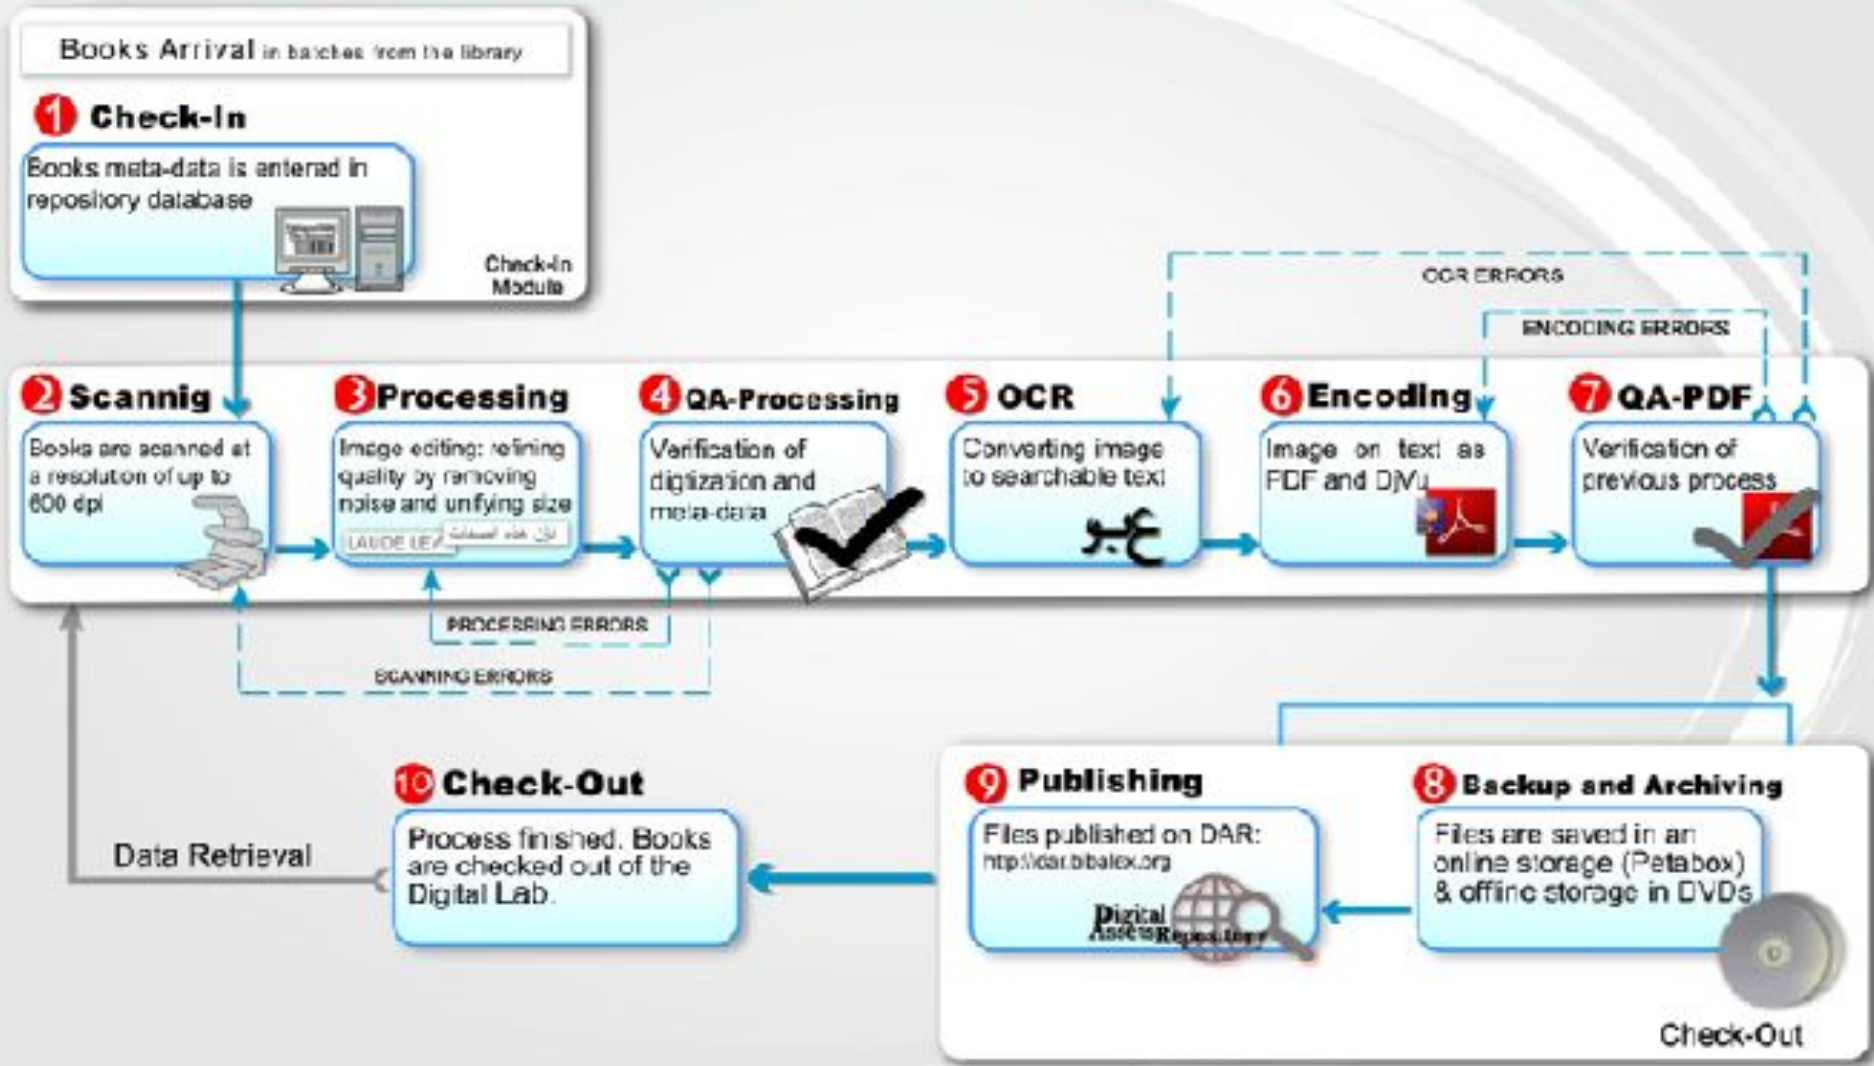 Books Arrival in batches from the library
1 Check-In
Books meta-data is entered in
repository database
Check-In
Module
OCR ERRORS
ENCODING ERRORS
2 Scannig
Books are scanned at
a resolution of up to
600 dpi
3 Processing
Image editing: refining
quality by removing
noise and unifying size
4 QA-Processing
Verification of
digtization and
meta-data
5 OCR
Converting image
to searchable text
6 Encoding
Image on text as
PDF and DjVu
7 QA-PDF
Verification of
previous process
PROCESSING ERRORS
SCANNING ERRORS
Data Retrieval
10 Check-Out
Process finished. Books
are checked out of the
Digital Lab.
9 Publishing
Files published on DAR:
http://dar.bibalex.org
Digital
Assets Repository
8 Backup and Archiving
Files are saved in an
online storage (Petabox)
& offline storage in DVDs
Check-Out